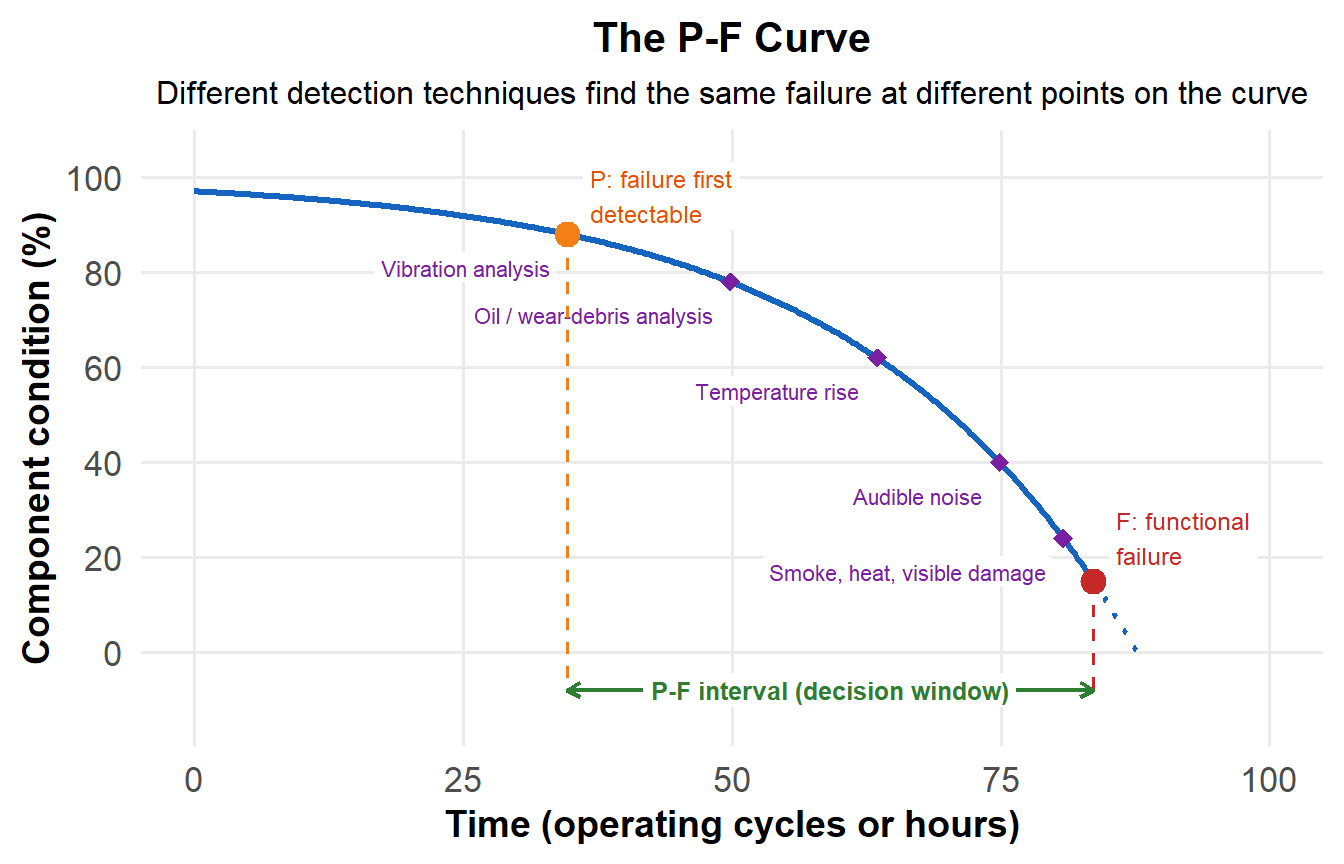 The P-F Curve
Different detection techniques find the same failure at different points on the curve
Component condition (%)
100
80
60
40
20
0
P: failure first
detectable
Vibration analysis
Oil / wear-debris analysis
Temperature rise
Audible noise
F: functional
failure
Smoke, heat, visible damage
P-F interval (decision window)
0 25 50 75 100
Time (operating cycles or hours)